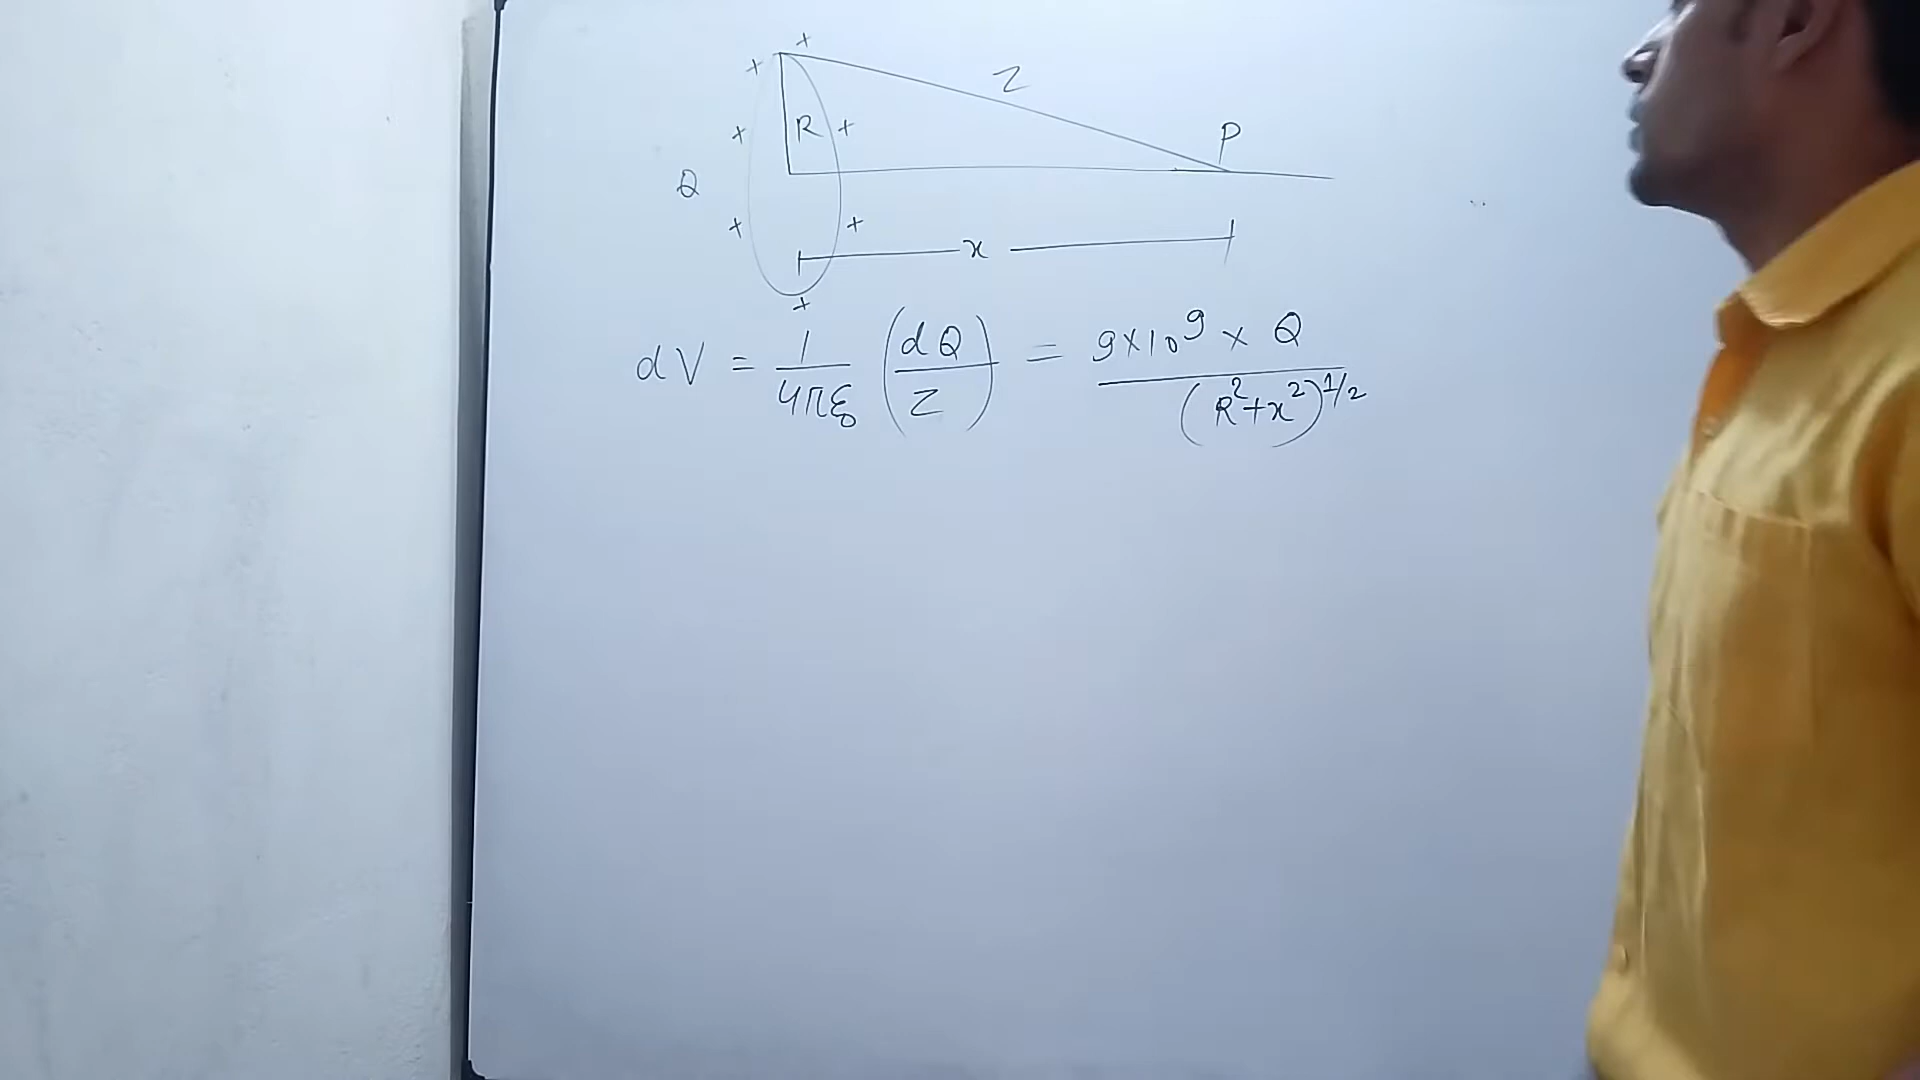 +
+
Z
+ R +
P
Q
+ +
x
+
dV = 1/4πε₀ (dQ/Z) = 9×10⁹ × Q/(R²+x²)^1/2